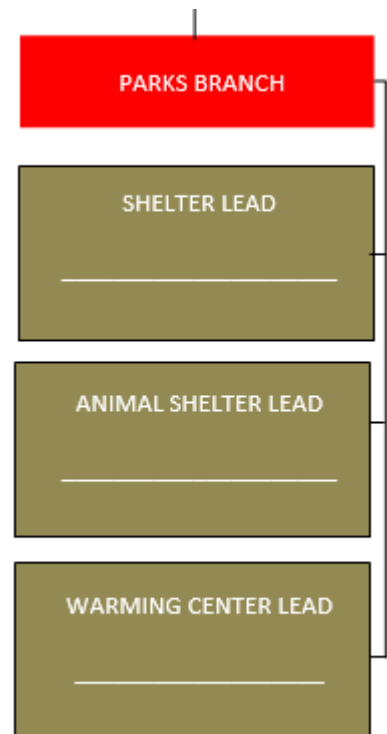 PARKS BRANCH
SHELTER LEAD
ANIMAL SHELTER LEAD
WARMING CENTER LEAD